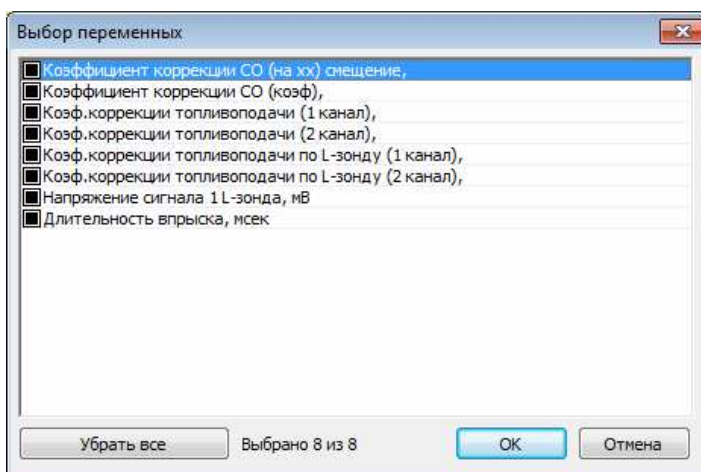 Выбор переменных
Коэффициент коррекции СО (на хх) смещение,
Коэффициент коррекции СО (коэф),
Коэф.коррекции топливоподачи (1 канал),
Коэф.коррекции топливоподачи (2 канал),
Коэф.коррекции топливоподачи по L-зонду (1 канал),
Коэф.коррекции топливоподачи по L-зонду (2 канал),
Напряжение сигнала 1 L-зонда, мВ
Длительность впрыска, мсек
Убрать все Выбрано 8 из 8 OK Отмена